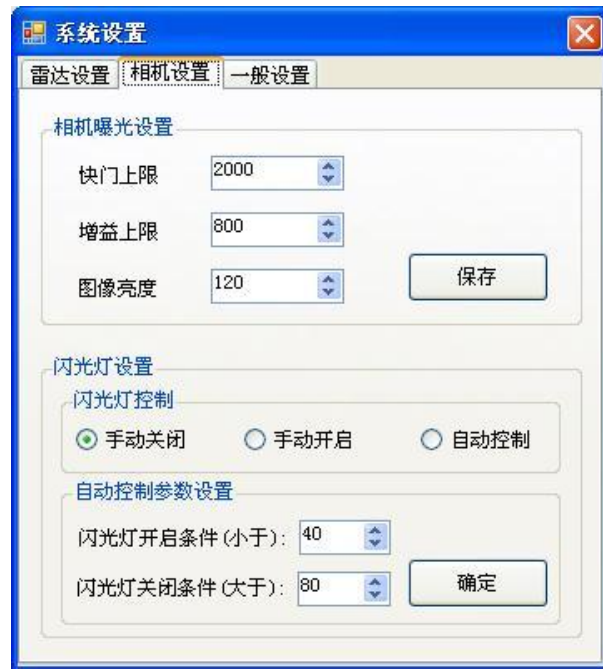 系统设置
雷达设置 相机设置 一般设置
相机曝光设置
快门上限 2000
增益上限 800
图像亮度 120 保存
闪光灯设置
闪光灯控制
手动关闭 手动开启 自动控制
自动控制参数设置
闪光灯开启条件(小于): 40
闪光灯关闭条件(大于): 80 确定